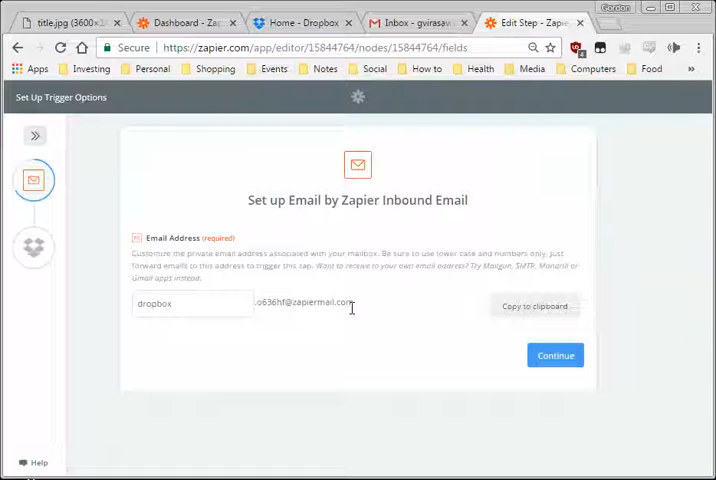 Gordon
title.jpg (3600×
Dashboard - Zap
Home - Dropbox
Inbox - gvirasaw
Edit Step - Zapie
Secure
https://zapier.com/app/editor/15844764/nodes/15844764/fields
4
Apps Investing Personal Shopping Events Notes Social How to Health Media Computers Food »
Set Up Trigger Options
Set up Email by Zapier Inbound Email
Email Address (required)
Customize the private email address associated with your mailbox. Be sure to use lower case and numbers only. Just
forward emails to this address to trigger this zap. Want to receive to your own email address? Try Mailgun, SMTP, Mandrill or
Gmail apps instead.
dropbox
.o636hf@zapiermail.com
Copy to clipboard
Continue
Help